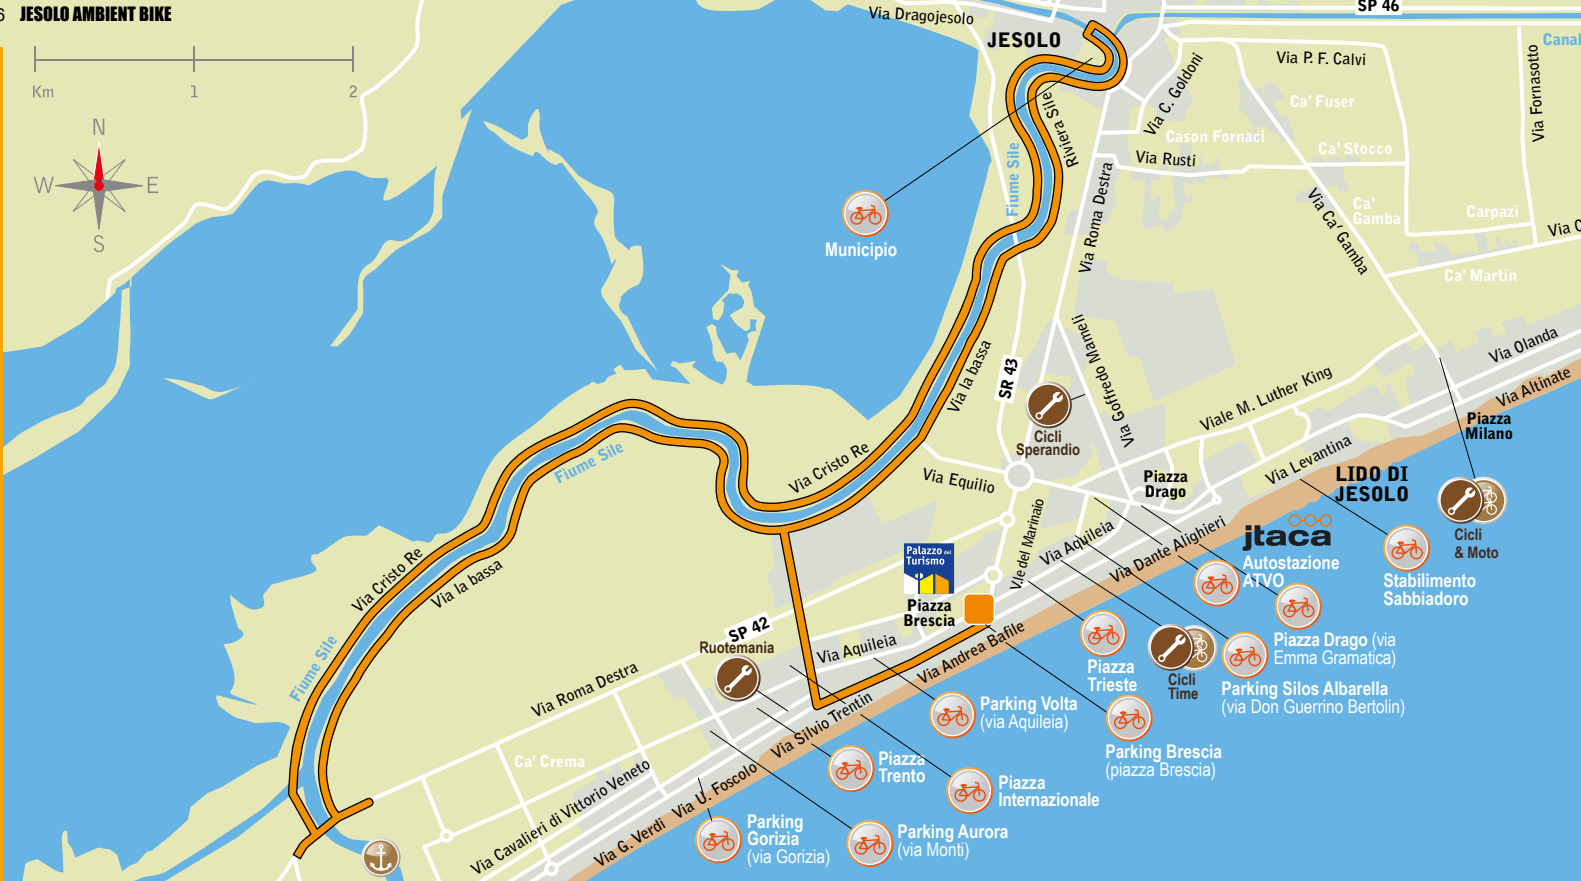 6 JESOLO AMBIENT BIKE
Km 1 2
N
W E
S
Via Dragojesolo
JESOLO
SP 46
Canal
Via P. F. Calvi
Via Fornasotto
Via C. Goldoni
Ca' Fuser
Cason Fornaci
Ca' Stocco
Via Rusti
Riviera Sile
Fiume Sile
Via Roma Destra
Via Ca' Gamba
Ca'
Gamba
Carpazi
Via C
Ca' Martin
Municipio
Via Goffredo Mameli
Via la bassa
SR 43
Via Olanda
Via Altinate
Viale M. Luther King
Cicli
Sperandio
Piazza
Milano
Via Levantina
LIDO DI
JESOLO
Via Cristo Re
Fiume Sile
Via Equilio
Piazza
Drago
Cicli
& Moto
V.le del Marinaio
Via Aquileia
Via Dante Alighieri
jtaca
Autostazione
ATVO
Stabilimento
Sabbiadoro
Palazzo del
Turismo
Piazza
Brescia
Via Cristo Re
Via la bassa
SP 42
Ruotemania
Via Aquileia
Via Andrea Bafile
Piazza
Trieste
Cicli
Time
Piazza Drago (via
Emma Gramatica)
Parking Silos Albarella
(via Don Guerrino Bertolin)
Fiume Sile
Via Roma Destra
Via Silvio Trentin
Parking Volta
(via Aquileia)
Parking Brescia
(piazza Brescia)
Ca' Crema
Piazza
Trento
Piazza
Internazionale
Via Cavalieri di Vittorio Veneto
Via U. Foscolo
Via G. Verdi
Parking
Gorizia
(via Gorizia)
Parking Aurora
(via Monti)